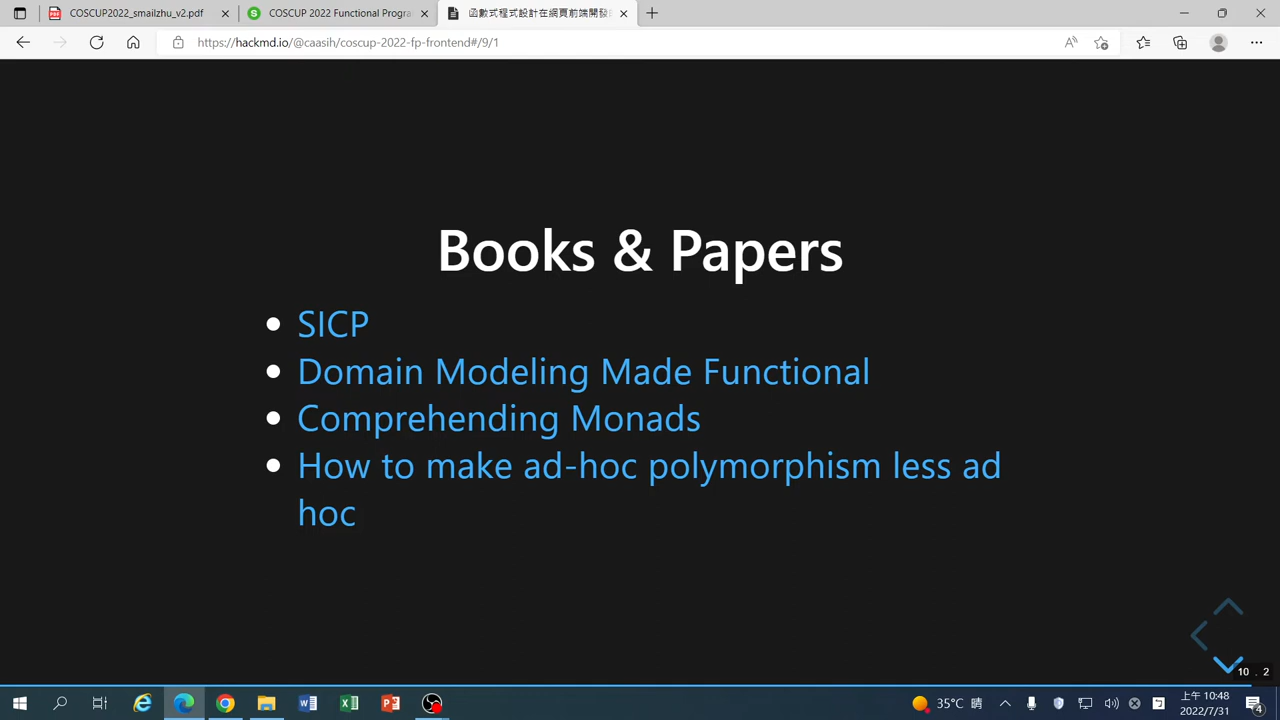 COSCUP2022_smailzhu_v2.pdf
COSCUP 2022 Functional Progra
函數式程式設計在網頁前端開發
https://hackmd.io/@caasih/coscup-2022-fp-frontend#/9/1
Books & Papers
SICP
Domain Modeling Made Functional
Comprehending Monads
How to make ad-hoc polymorphism less ad
hoc
10 . 2
35°C 晴
上午 10:48
2022/7/31
4